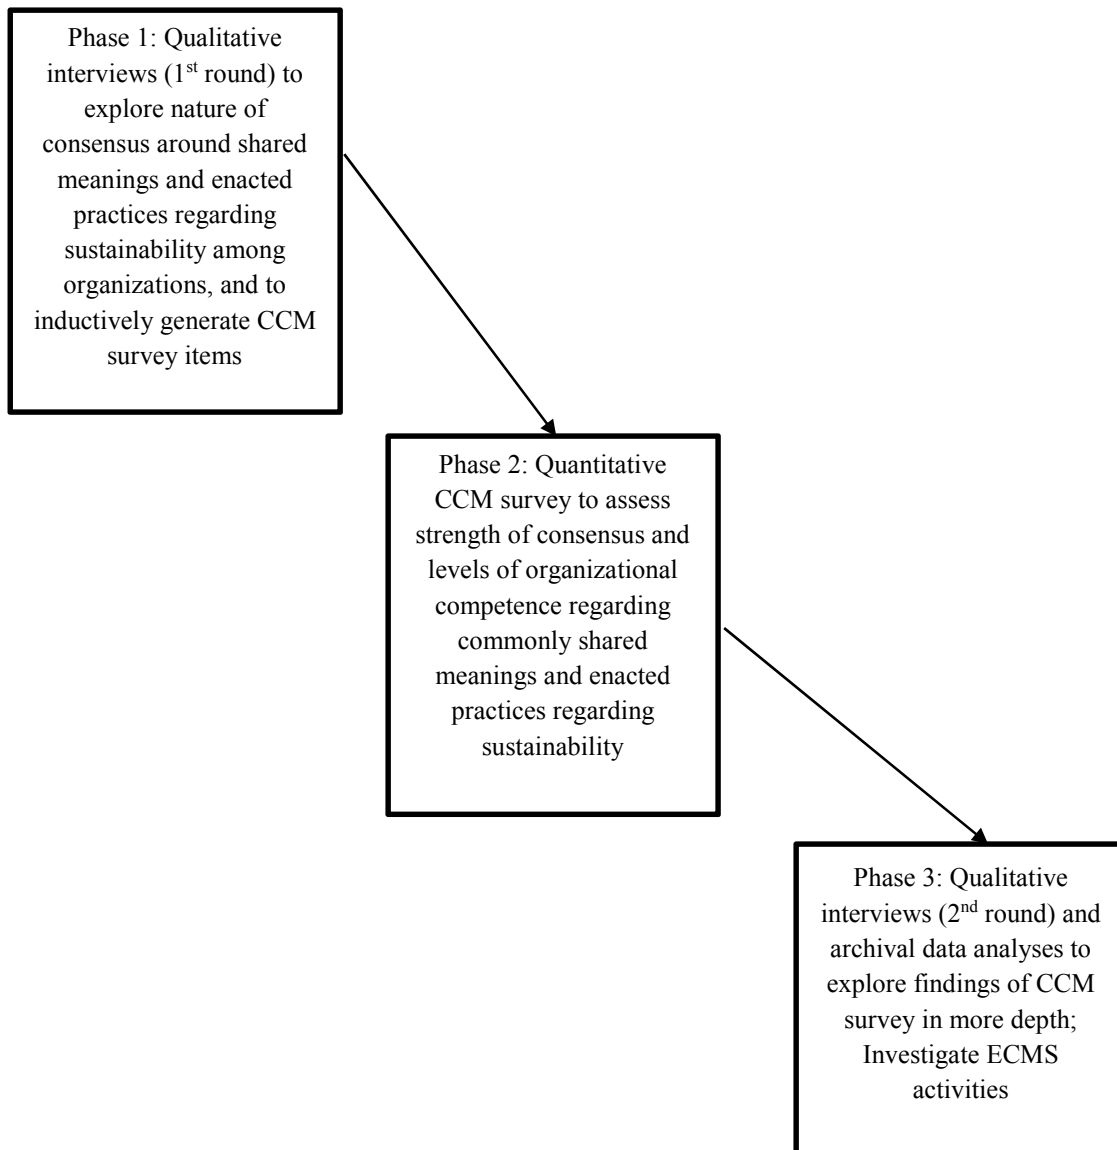 Phase 1: Qualitative
interviews (1st round) to
explore nature of
consensus around shared
meanings and enacted
practices regarding
sustainability among
organizations, and to
inductively generate CCM
survey items
Phase 2: Quantitative
CCM survey to assess
strength of consensus and
levels of organizational
competence regarding
commonly shared
meanings and enacted
practices regarding
sustainability
Phase 3: Qualitative
interviews (2nd round) and
archival data analyses to
explore findings of CCM
survey in more depth;
Investigate ECMS
activities